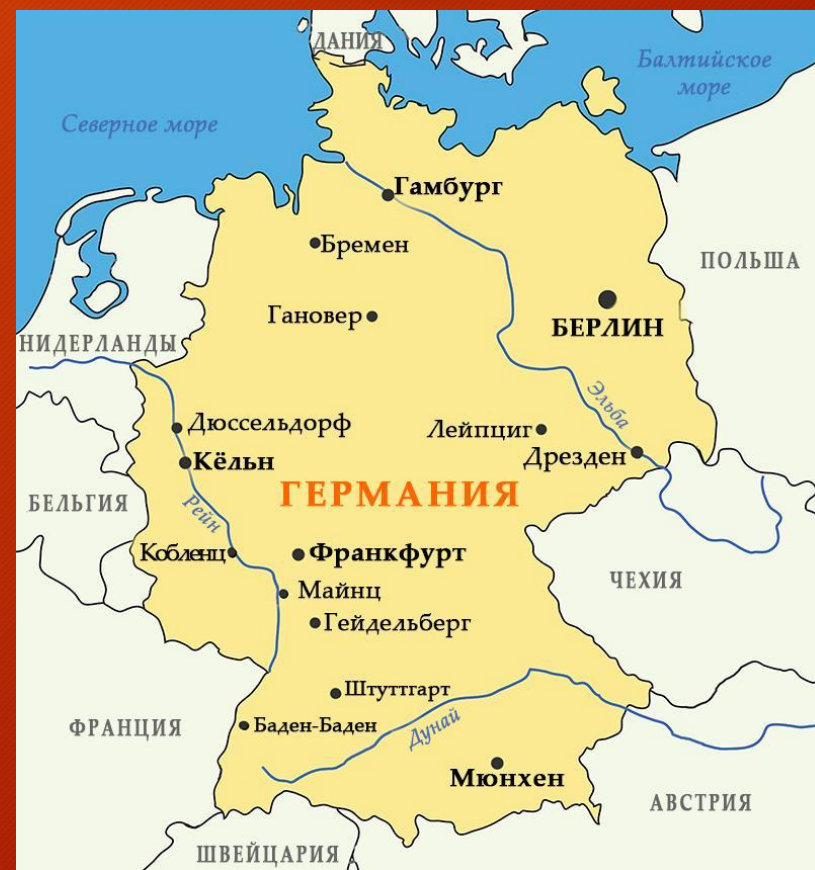 ДАНИЯ
Балтийское
море
Северное море
Гамбург
Бремен
ПОЛЬША
Гановер
БЕРЛИН
НИДЕРЛАНДЫ
Эльба
Дюссельдорф
Лейпциг
Дрезден
Кёльн
ГЕРМАНИЯ
БЕЛЬГИЯ
Рейн
Кобленц
Франкфурт
ЧЕХИЯ
Майнц
Гейдельберг
Штуттгарт
ФРАНЦИЯ
Баден-Баден
Дунай
Мюнхен
АВСТРИЯ
ШВЕЙЦАРИЯ